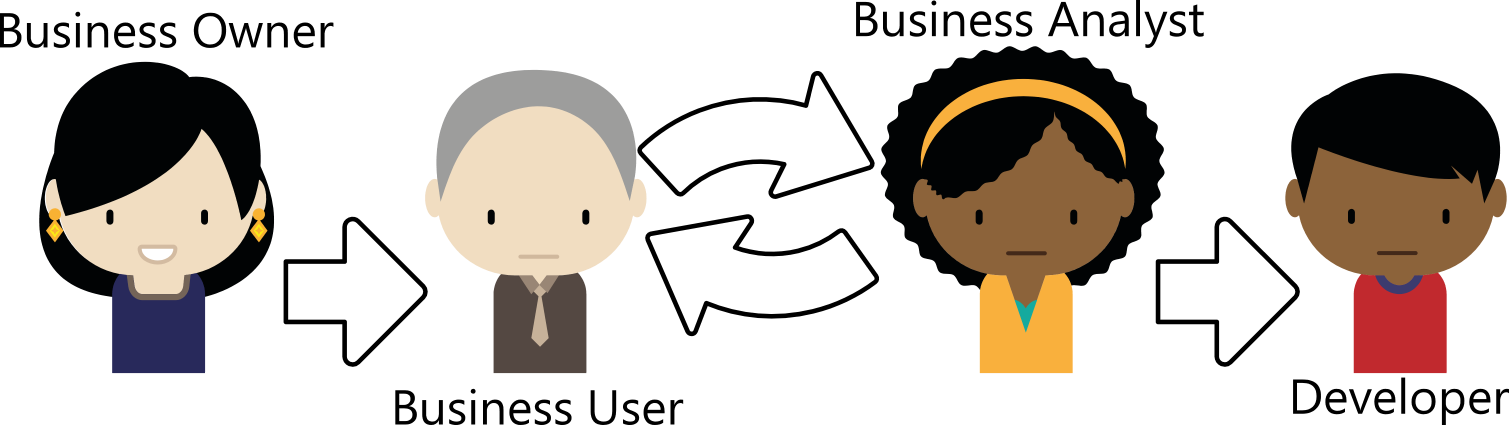 Business Owner
Business User
Business Analyst
Developer